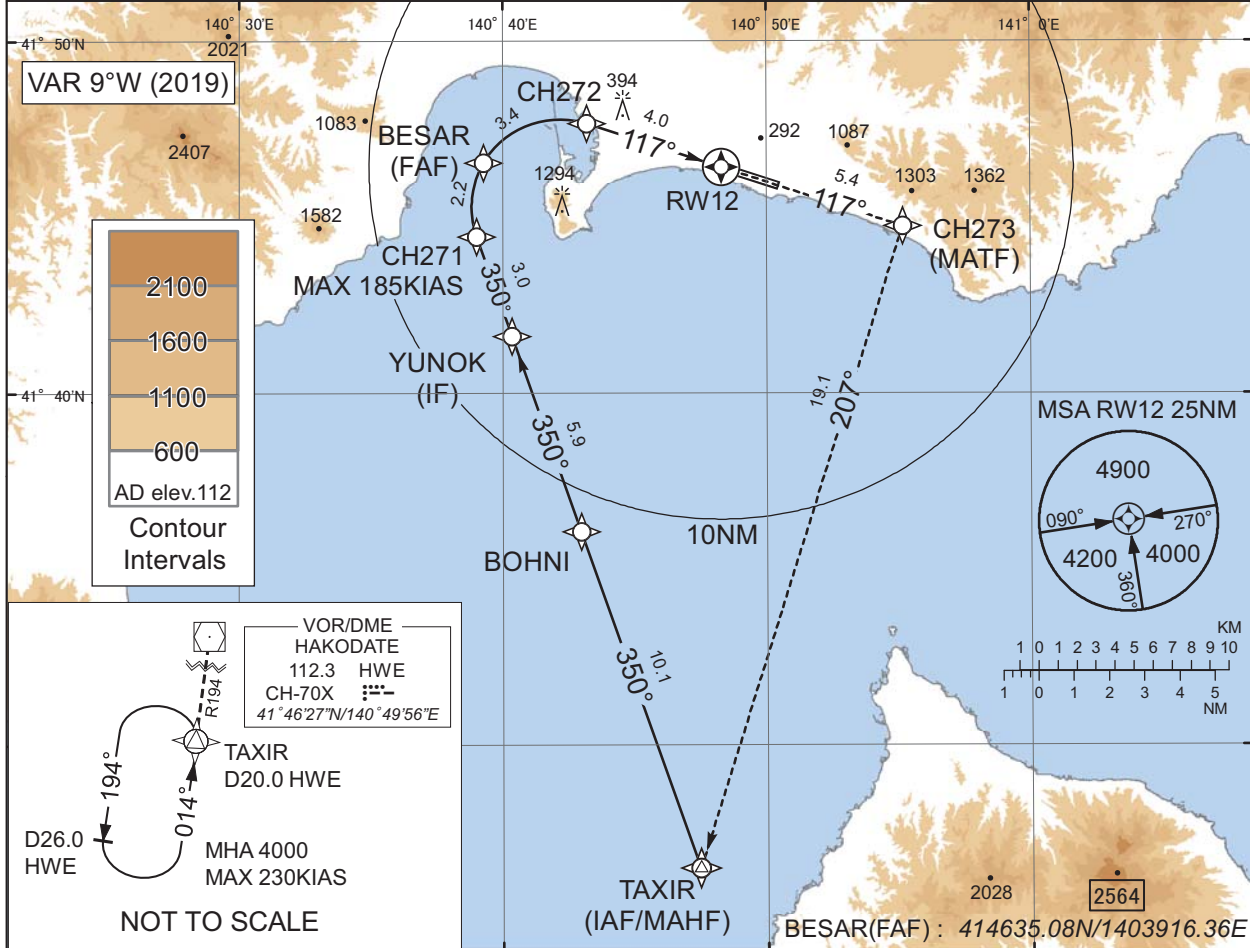 140° 30'E
140° 40'E
140° 50'E
141° 0'E
41° 50'N
2021
VAR 9°W (2019)
394
CH272
1083
3.4
4.0
292
1087
2407
BESAR
(FAF)
117°
1294
5.4
1303
1362
2.2
RW12
117°
1582
CH273
(MATF)
CH271
MAX 185KIAS
3.0
350°
2100
1600
1100
600
AD elev.112
Contour
Intervals
YUNOK
(IF)
41° 40'N
19.1
207°
MSA RW12 25NM
4900
5.9
350°
090°
270°
4200
4000
360°
10NM
BOHNI
KM
1 0 1 2 3 4 5 6 7 8 9 10
1 0 1 2 3 4 5
NM
10.1
350°
VOR/DME
HAKODATE
112.3 HWE
CH-70X
41°46'27"N/140°49'56"E
R194
TAXIR
D20.0 HWE
194°
014°
D26.0
HWE
MHA 4000
MAX 230KIAS
NOT TO SCALE
TAXIR
(IAF/MAHF)
2028
2564
BESAR(FAF) : 414635.08N/1403916.36E